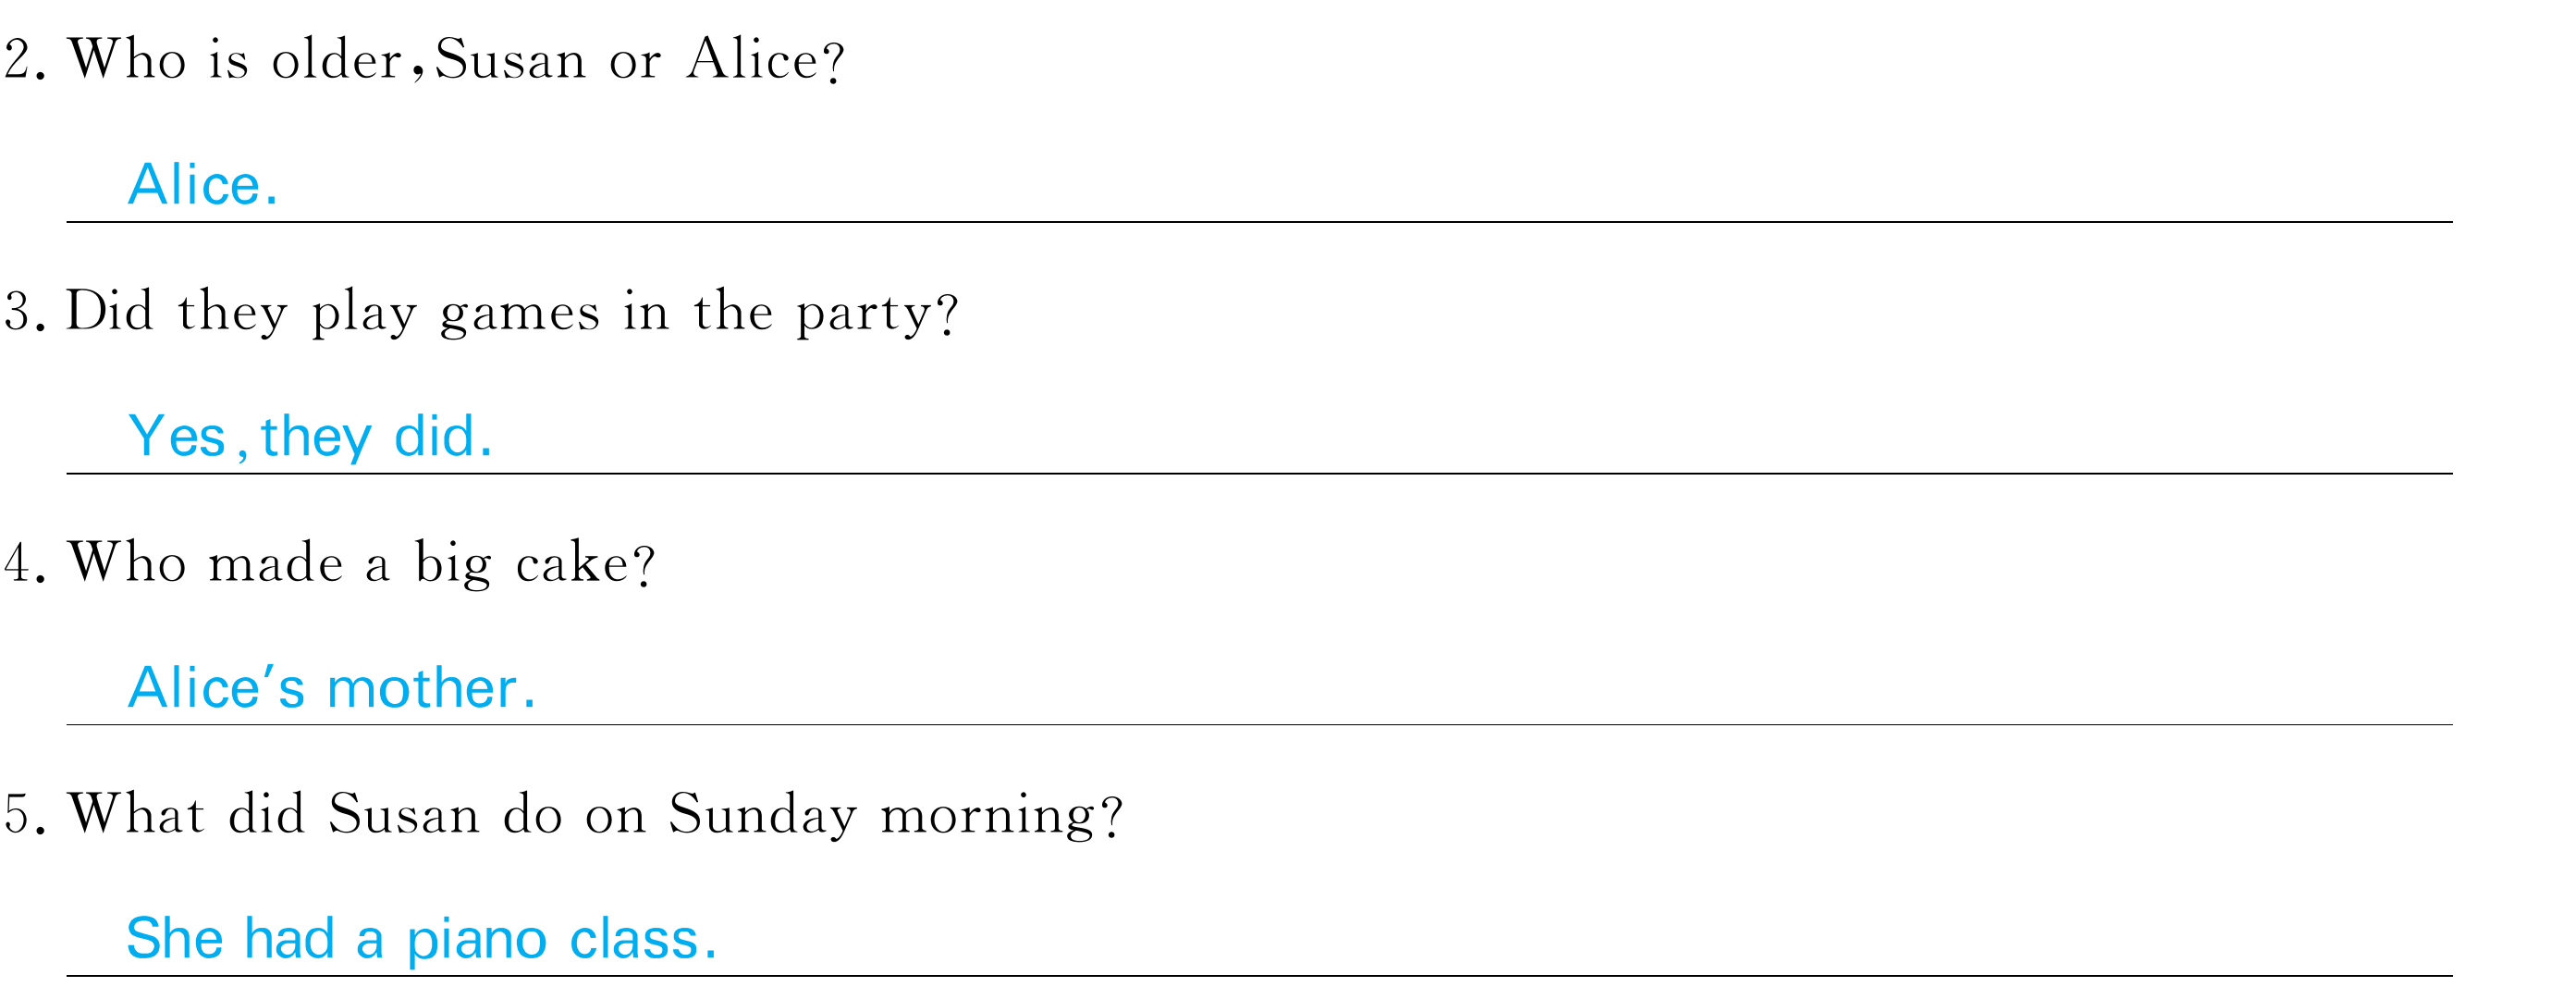 2. Who is older,Susan or Alice?
Alice.
3. Did they play games in the party?
Yes,they did.
4. Who made a big cake?
Alice's mother.
5. What did Susan do on Sunday morning?
She had a piano class.